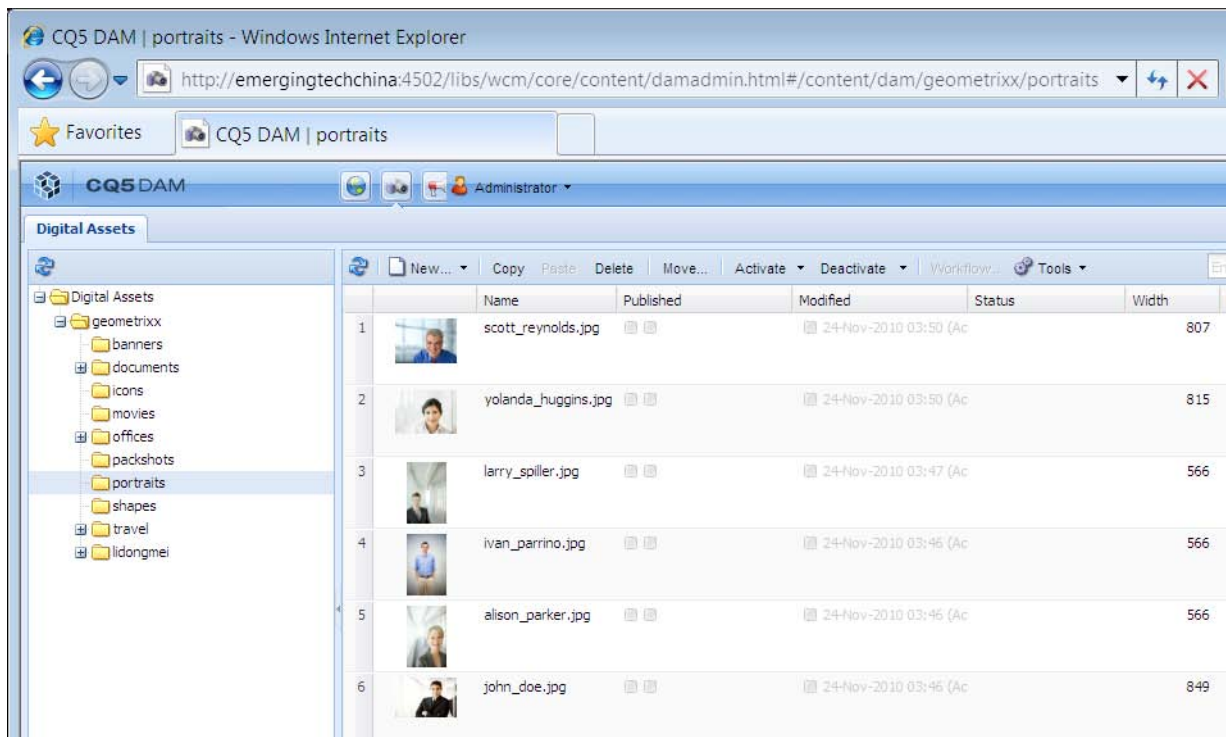 CQ5 DAM | portraits - Windows Internet Explorer
http://emergingtechchina:4502/libs/wcm/core/content/damadmin.html#/content/dam/geometrixx/portraits
Favorites CQ5 DAM | portraits
CQ5 DAM Administrator
Digital Assets
New... Copy Paste Delete Move... Activate Deactivate Workflow... Tools En
Digital Assets
geometrixx
banners
documents
icons
movies
offices
packshots
portraits
shapes
travel
lidongmei
Name Published Modified Status Width
1 scott_reynolds.jpg 24-Nov-2010 03:50 (Ac 807
2 yolanda_huggins.jpg 24-Nov-2010 03:50 (Ac 815
3 larry_spiller.jpg 24-Nov-2010 03:47 (Ac 566
4 ivan_parrino.jpg 24-Nov-2010 03:46 (Ac 566
5 alison_parker.jpg 24-Nov-2010 03:46 (Ac 566
6 john_doe.jpg 24-Nov-2010 03:46 (Ac 849